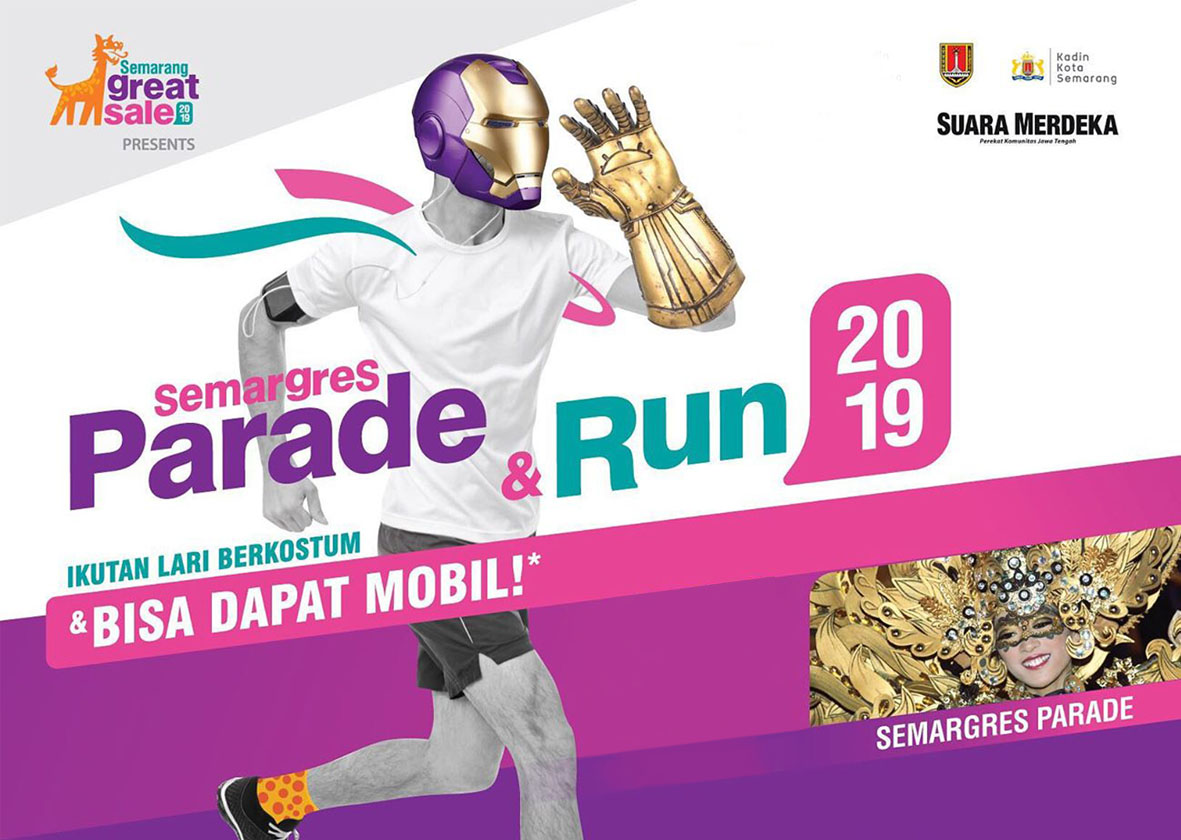 Semarang
great
sale 20 19
PRESENTS
Kadin
Kota
Semarang
SUARA MERDEKA
Perekat Komunitas Jawa Tengah
Semargres
Parade & Run
20
19
IKUTAN LARI BERKOSTUM
& BISA DAPAT MOBIL!*
SEMARGRES PARADE